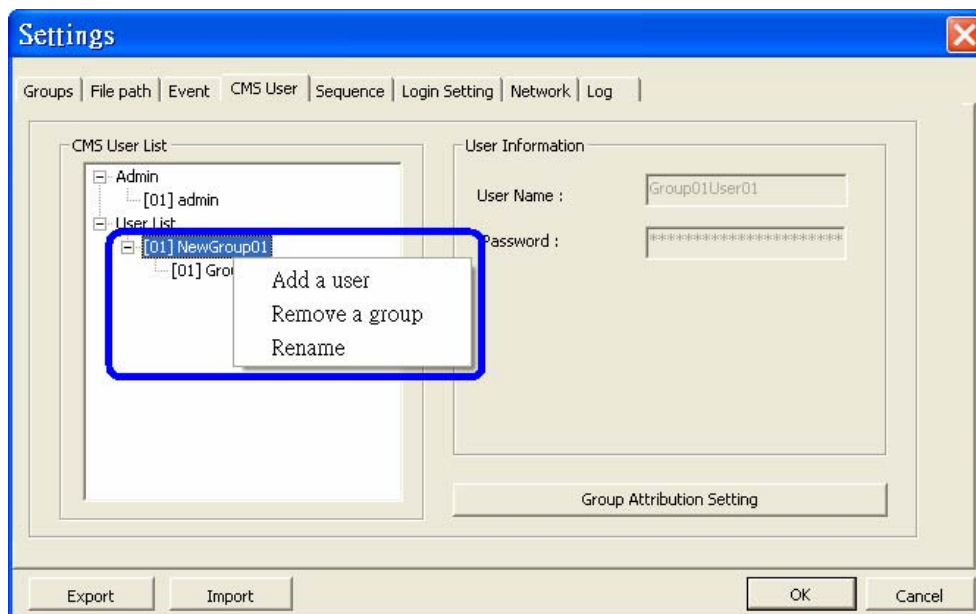 Settings
Groups File path Event CMS User Sequence Login Setting Network Log
CMS User List
Admin
[01] admin
User List
[01] NewGroup01
[01] Grou
Add a user
Remove a group
Rename
User Information
User Name :
Group01User01
Password :
***********************
Group Attribution Setting
Export
Import
OK
Cancel